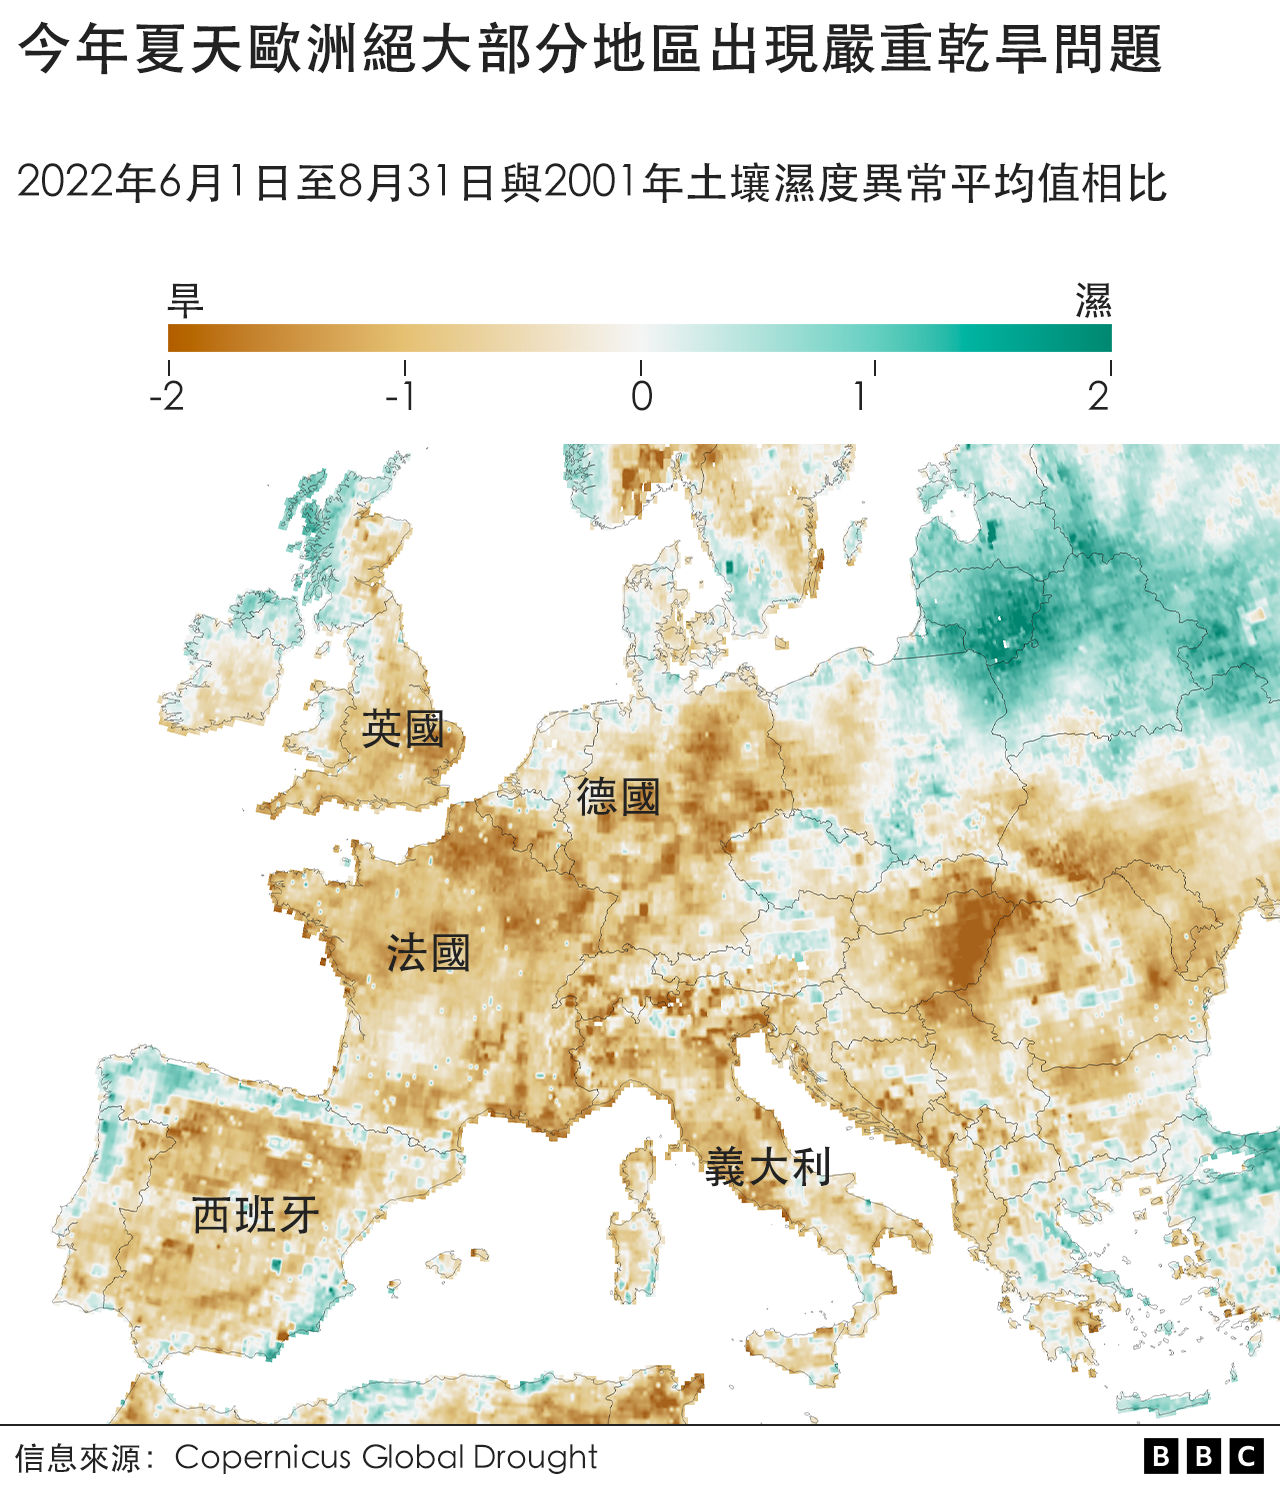 今年夏天歐洲絕大部分地區出現嚴重乾旱問題
2022年6月1日至8月31日與2001年土壤濕度異常平均值相比
旱 濕
-2 -1 0 1 2
英國
德國
法國
義大利
西班牙
信息來源：Copernicus Global Drought
BBC